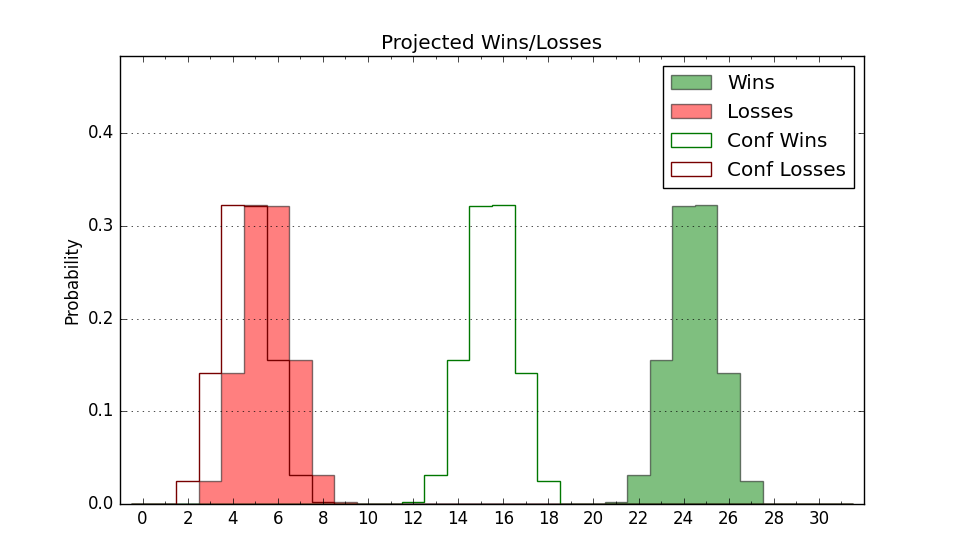 Projected Wins/Losses
Wins
Losses
Conf Wins
Conf Losses
Probability
0.4
0.3
0.2
0.1
0.0
0 2 4 6 8 10 12 14 16 18 20 22 24 26 28 30